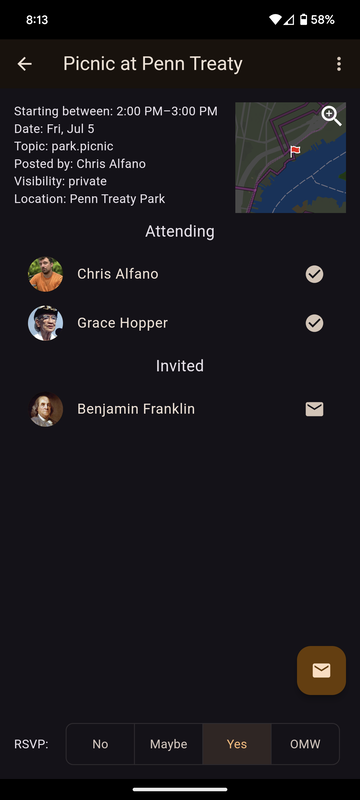 8:13
58%
Picnic at Penn Treaty
Starting between: 2:00 PM–3:00 PM
Date: Fri, Jul 5
Topic: park.picnic
Posted by: Chris Alfano
Visibility: private
Location: Penn Treaty Park
Attending
Chris Alfano
Grace Hopper
Invited
Benjamin Franklin
RSVP:
No
Maybe
Yes
OMW